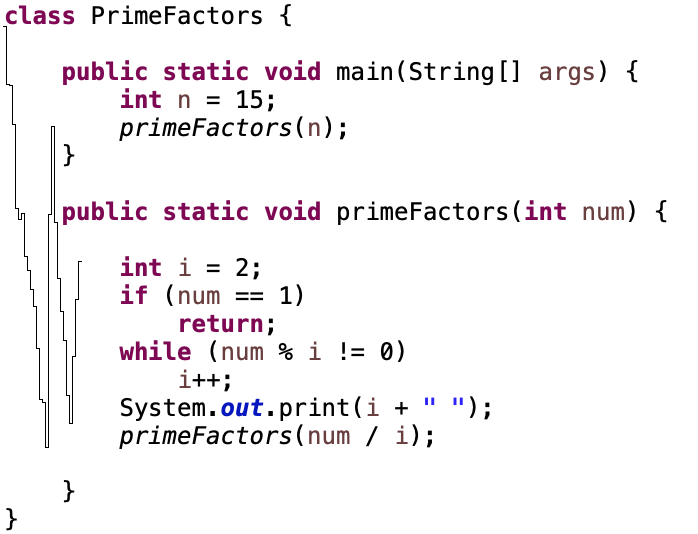 class PrimeFactors {
public static void main(String[] args) {
int n = 15;
primeFactors(n);
}
public static void primeFactors(int num) {
int i = 2;
if (num == 1)
return;
while (num % i != 0)
i++;
System.out.print(i + " ");
primeFactors(num / i);
}
}